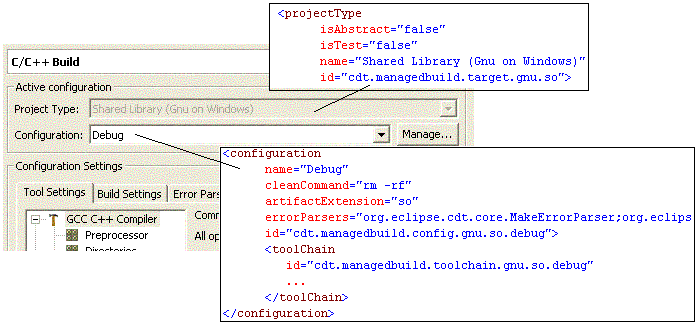 <projectType
isAbstract="false"
isTest="false"
name="Shared Library (Gnu on Windows)"
id="cdt.managedbuild.target.gnu.so">
C/C++ Build
Active configuration
Project Type: Shared Library (Gnu on Windows)
Configuration: Debug Manage...
<configuration
name="Debug"
cleanCommand="rm -rf"
artifactExtension="so"
errorParsers="org.eclipse.cdt.core.MakeErrorParser;org.eclips
id="cdt.managedbuild.config.gnu.so.debug">
<toolChain
id="cdt.managedbuild.toolchain.gnu.so.debug"
...
</toolChain>
</configuration>
Configuration Settings
Tool Settings Build Settings Error Pars
GCC C++ Compiler
Preprocessor
Directories
Comm
All op